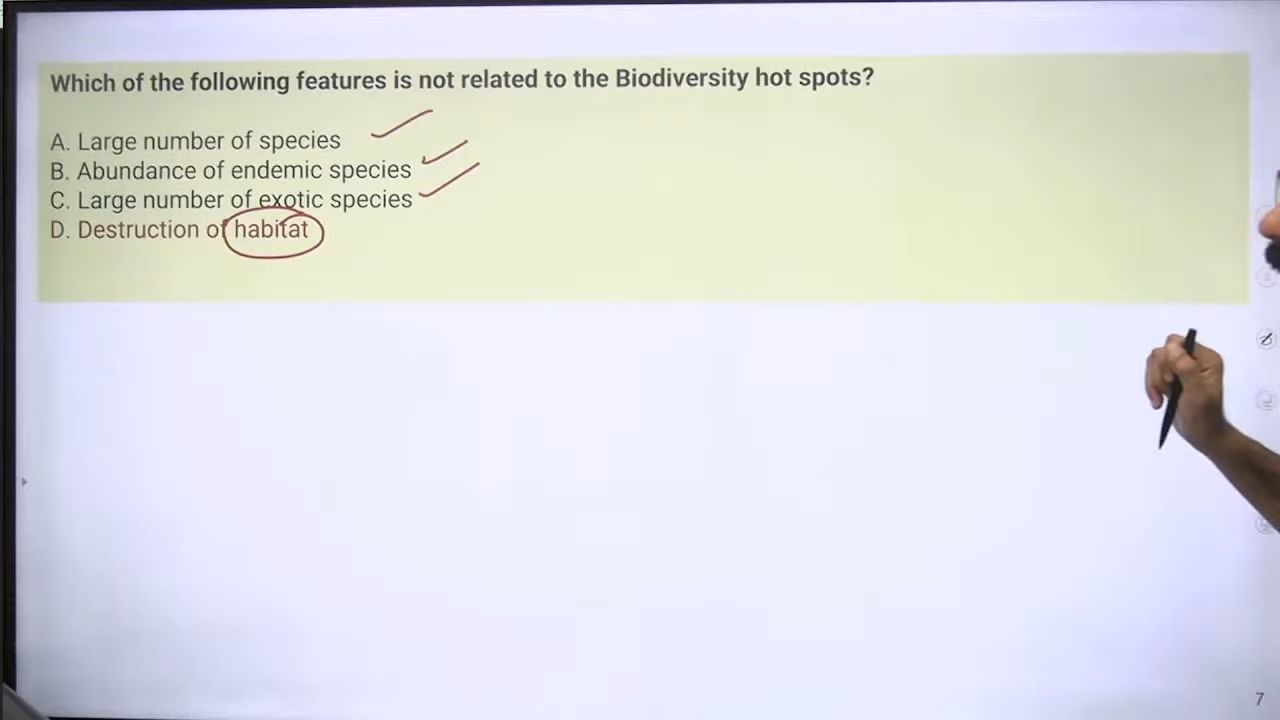 Which of the following features is not related to the Biodiversity hot spots?
A. Large number of species
B. Abundance of endemic species
C. Large number of exotic species
D. Destruction of habitat
7